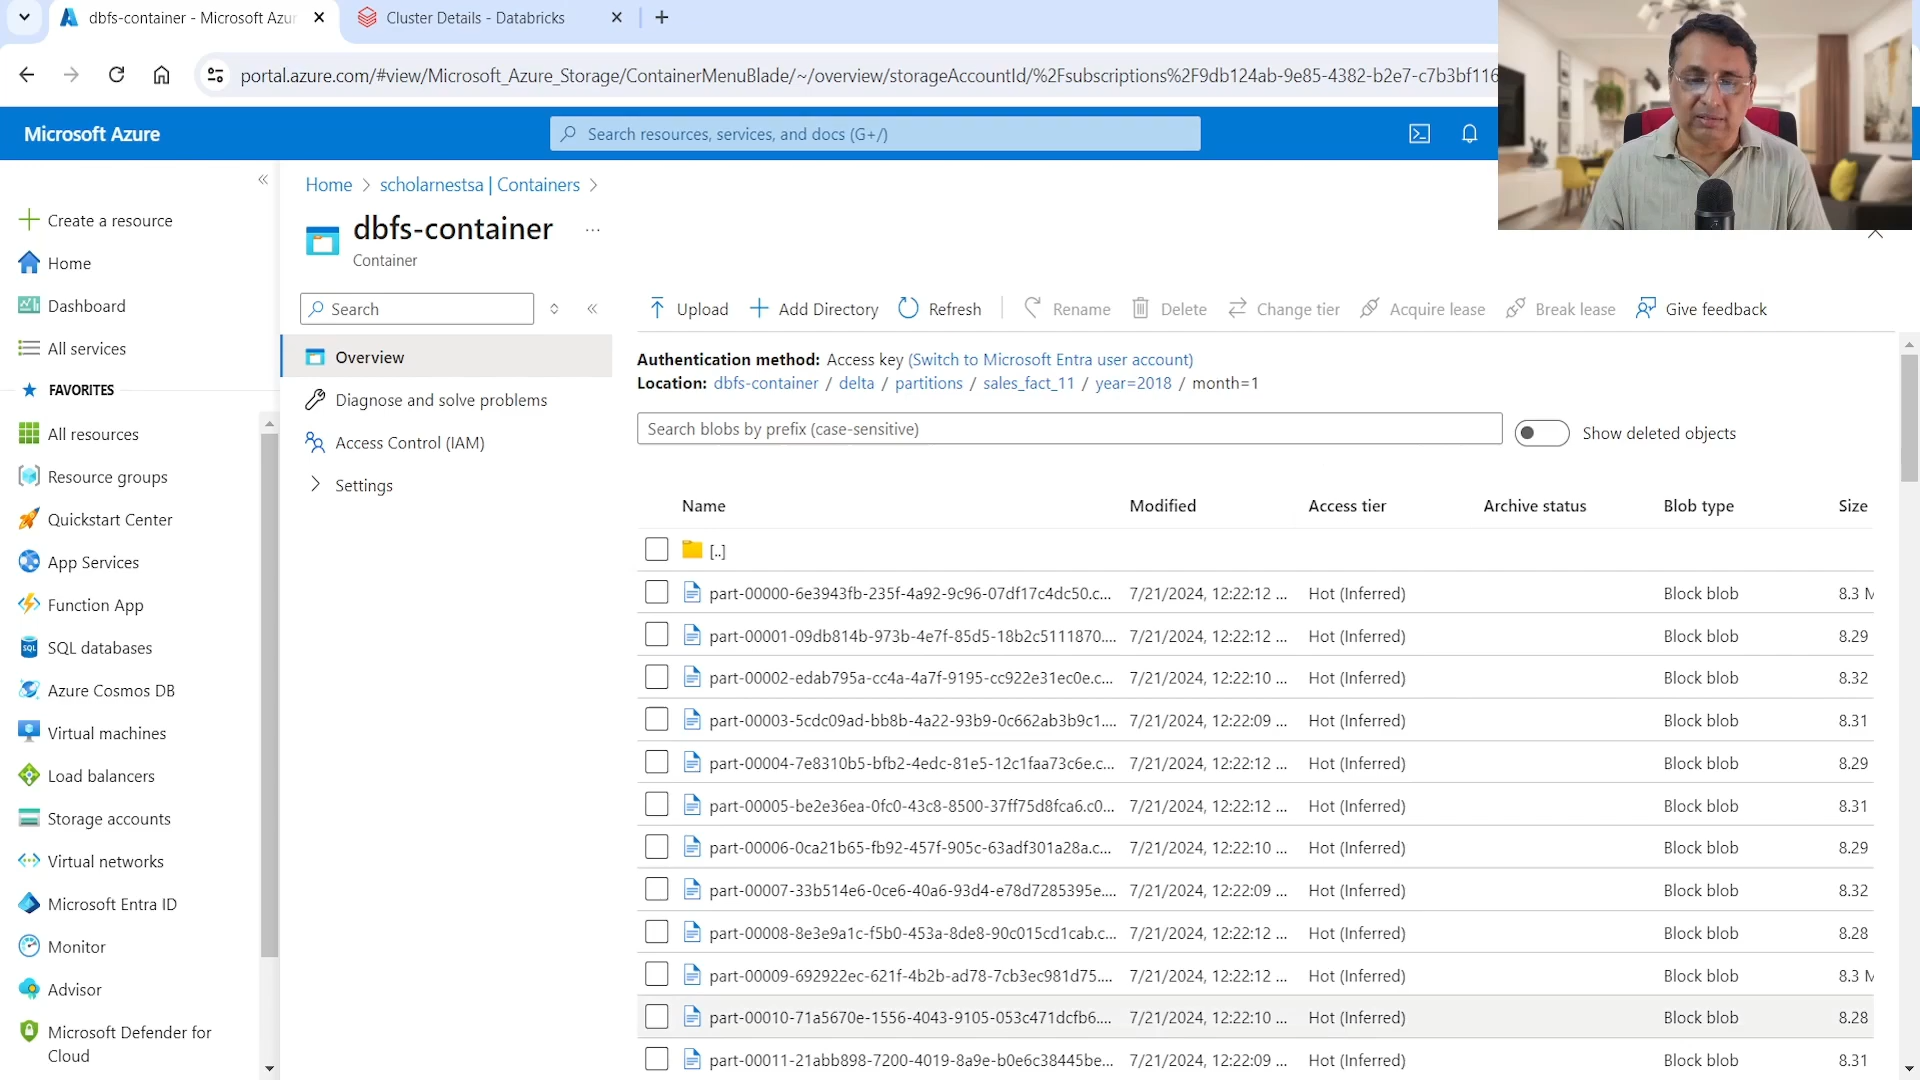 dbfs-container - Microsoft Azur
Cluster Details - Databricks
portal.azure.com/#view/Microsoft_Azure_Storage/ContainerMenuBlade/~/overview/storageAccountId/%2Fsubscriptions%2F9db124ab-9e85-4382-b2e7-c7b3bf116
Microsoft Azure
Search resources, services, and docs (G+/)
Create a resource
Home
Dashboard
All services
FAVORITES
All resources
Resource groups
Quickstart Center
App Services
Function App
SQL databases
Azure Cosmos DB
Virtual machines
Load balancers
Storage accounts
Virtual networks
Microsoft Entra ID
Monitor
Advisor
Microsoft Defender for
Cloud
Home > scholarnestsa | Containers >
dbfs-container ...
Container
Search
Overview
Diagnose and solve problems
Access Control (IAM)
Settings
Upload Add Directory Refresh Rename Delete Change tier Acquire lease Break lease Give feedback
Authentication method: Access key (Switch to Microsoft Entra user account)
Location: dbfs-container / delta / partitions / sales_fact_11 / year=2018 / month=1
Search blobs by prefix (case-sensitive)
Show deleted objects
Name Modified Access tier Archive status Blob type Size
[..]
part-00000-6e3943fb-235f-4a92-9c96-07df17c4dc50.c... 7/21/2024, 12:22:12 ... Hot (Inferred) Block blob 8.3 M
part-00001-09db814b-973b-4e7f-85d5-18b2c5111870.... 7/21/2024, 12:22:12 ... Hot (Inferred) Block blob 8.29
part-00002-edab795a-cc4a-4a7f-9195-cc922e31ec0e.c... 7/21/2024, 12:22:10 ... Hot (Inferred) Block blob 8.32
part-00003-5cdc09ad-bb8b-4a22-93b9-0c662ab3b9c1.... 7/21/2024, 12:22:09 ... Hot (Inferred) Block blob 8.31
part-00004-7e8310b5-bfb2-4edc-81e5-12c1faa73c6e.c... 7/21/2024, 12:22:12 ... Hot (Inferred) Block blob 8.29
part-00005-be2e36ea-0fc0-43c8-8500-37ff75d8fca6.c0... 7/21/2024, 12:22:12 ... Hot (Inferred) Block blob 8.31
part-00006-0ca21b65-fb92-457f-905c-63adf301a28a.c... 7/21/2024, 12:22:10 ... Hot (Inferred) Block blob 8.29
part-00007-33b514e6-0ce6-40a6-93d4-e78d7285395e.... 7/21/2024, 12:22:09 ... Hot (Inferred) Block blob 8.32
part-00008-8e3e9a1c-f5b0-453a-8de8-90c015cd1cab.c... 7/21/2024, 12:22:12 ... Hot (Inferred) Block blob 8.28
part-00009-692922ec-621f-4b2b-ad78-7cb3ec981d75.... 7/21/2024, 12:22:12 ... Hot (Inferred) Block blob 8.3 M
part-00010-71a5670e-1556-4043-9105-053c471dcfb6.... 7/21/2024, 12:22:10 ... Hot (Inferred) Block blob 8.28
part-00011-21abb898-7200-4019-8a9e-b0e6c38445be... 7/21/2024, 12:22:09 ... Hot (Inferred) Block blob 8.31